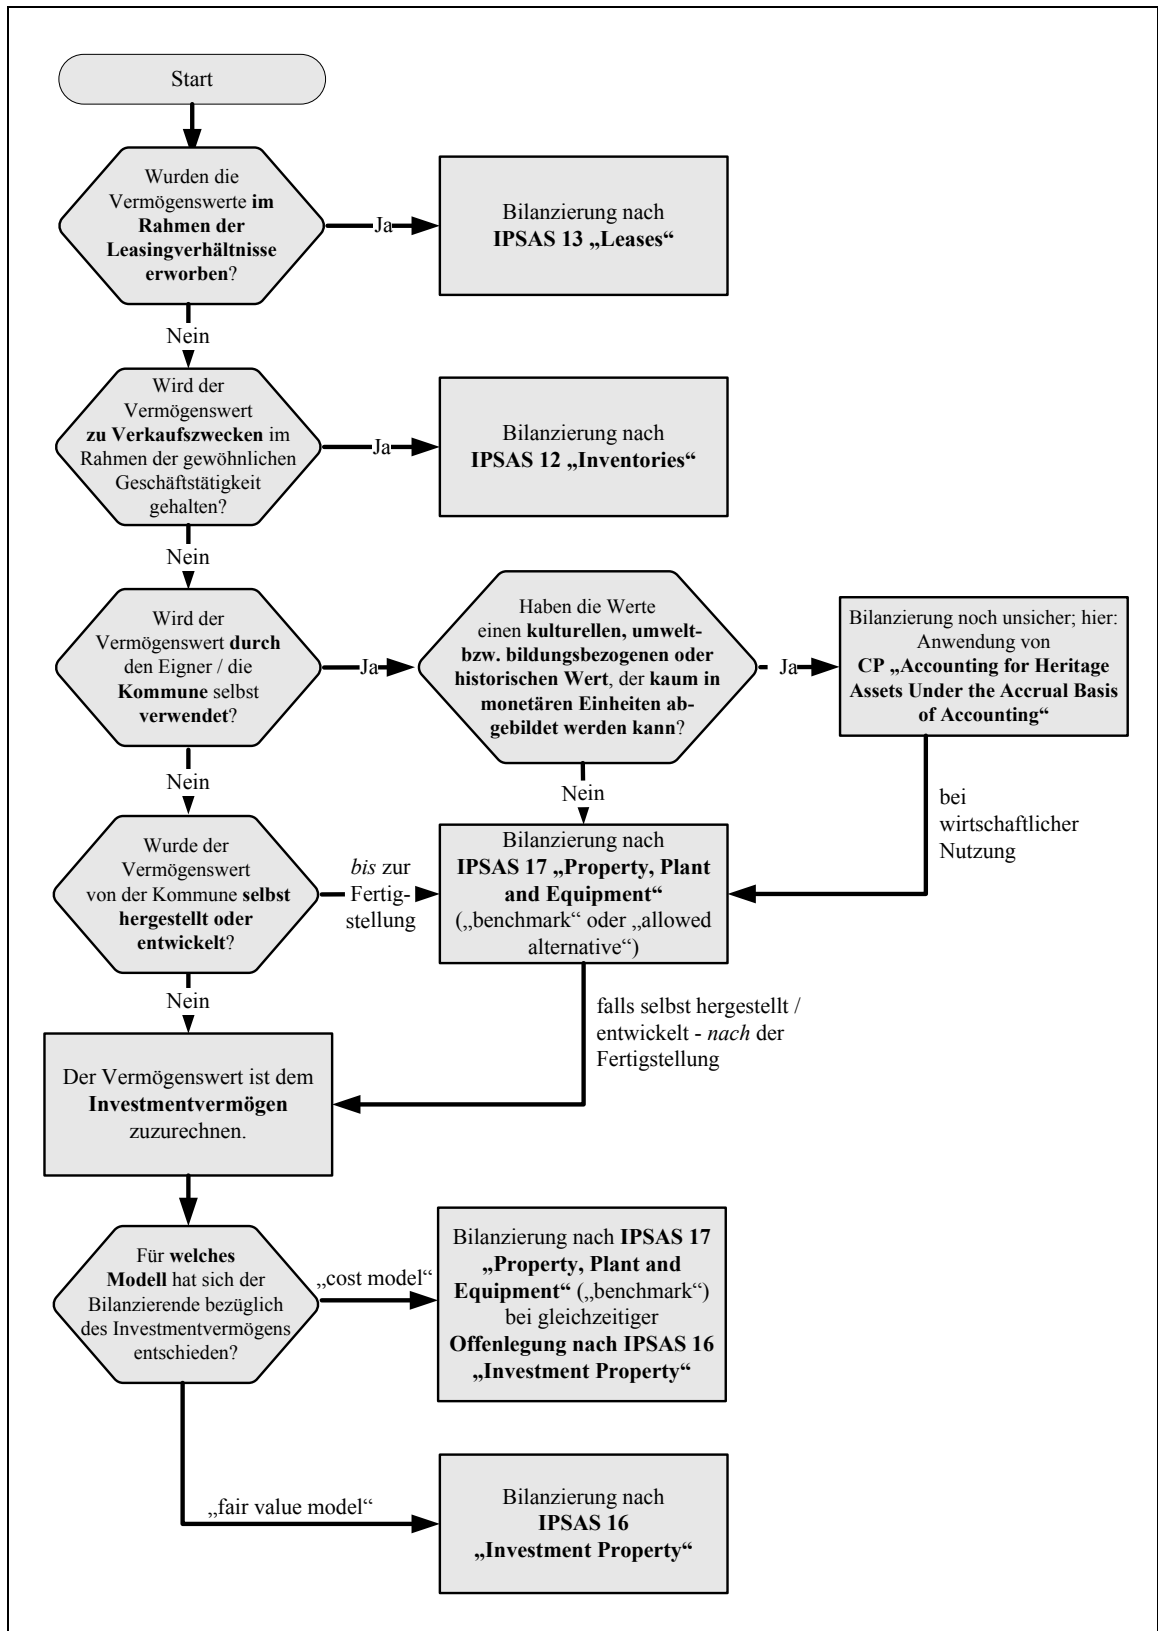 Start
Wurden die
Vermögenswerte im
Rahmen der
Leasingverhältnisse
erworben?
Ja
Bilanzierung nach
IPSAS 13 „Leases“
Nein
Wird der
Vermögenswert
zu Verkaufszwecken im
Rahmen der gewöhnlichen
Geschäftstätigkeit
gehalten?
Ja
Bilanzierung nach
IPSAS 12 „Inventories“
Nein
Wird der
Vermögenswert durch
den Eigner / die
Kommune selbst
verwendet?
Ja
Haben die Werte
einen kulturellen, umwelt-
bzw. bildungsbezogenen oder
historischen Wert, der kaum in
monetären Einheiten ab-
gebildet werden kann?
Ja
Bilanzierung noch unsicher; hier:
Anwendung von
CP „Accounting for Heritage
Assets Under the Accrual Basis
of Accounting“
Nein
Nein
bei
wirtschaftlicher
Nutzung
Wurde der
Vermögenswert
von der Kommune selbst
hergestellt oder
entwickelt?
bis zur
Fertig-
stellung
Bilanzierung nach
IPSAS 17 „Property, Plant
and Equipment“
(„benchmark“ oder „allowed
alternative“)
Nein
falls selbst hergestellt /
entwickelt - nach der
Fertigstellung
Der Vermögenswert ist dem
Investmentvermögen
zuzurechnen.
Für welches
Modell hat sich der
Bilanzierende bezüglich
des Investmentvermögens
entschieden?
„cost model“
Bilanzierung nach IPSAS 17
„Property, Plant and
Equipment“ („benchmark“)
bei gleichzeitiger
Offenlegung nach IPSAS 16
„Investment Property“
„fair value model“
Bilanzierung nach
IPSAS 16
„Investment Property“